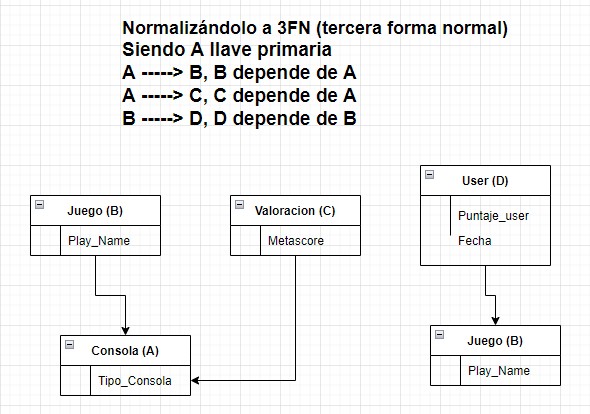 Normalizándolo a 3FN (tercera forma normal)
Siendo A llave primaria
A -----> B, B depende de A
A -----> C, C depende de A
B -----> D, D depende de B
Juego (B)
Play_Name
Valoracion (C)
Metascore
User (D)
Puntaje_user
Fecha
Consola (A)
Tipo_Consola
Juego (B)
Play_Name